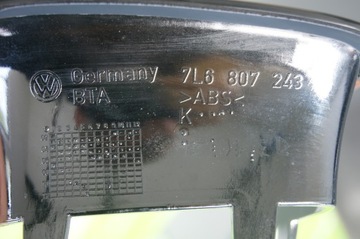 Germany 7L6 807 243
BTA >ABS<
K